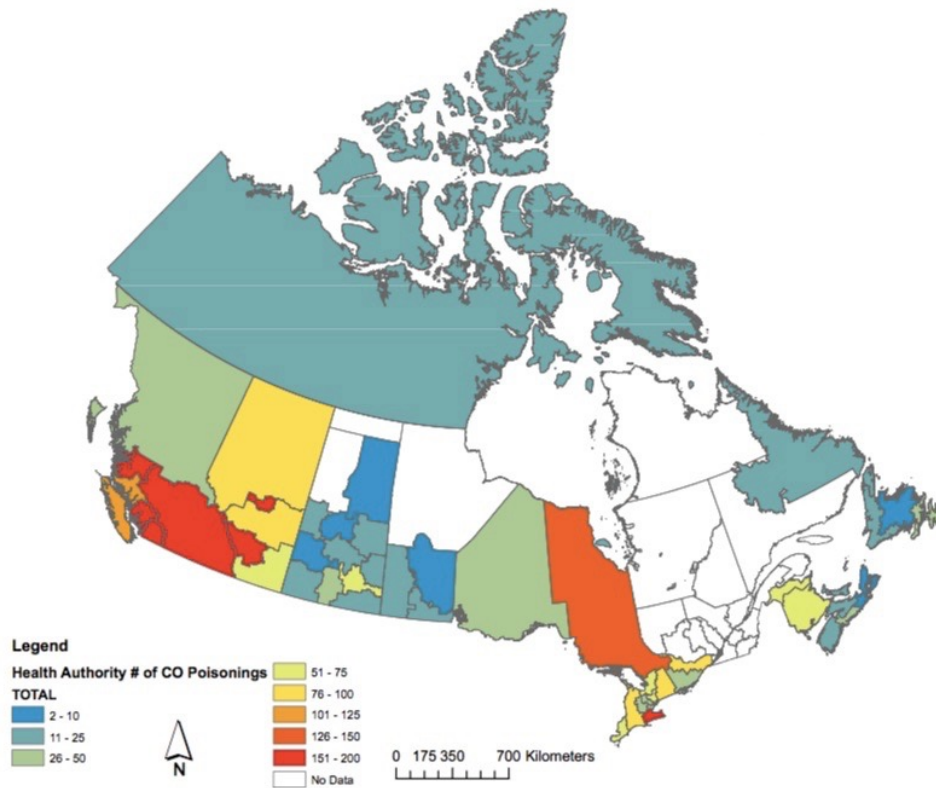 Legend
Health Authority # of CO Poisonings
TOTAL
2 - 10
11 - 25
26 - 50
51 - 75
76 - 100
101 - 125
126 - 150
151 - 200
No Data
N
0 175 350 700 Kilometers